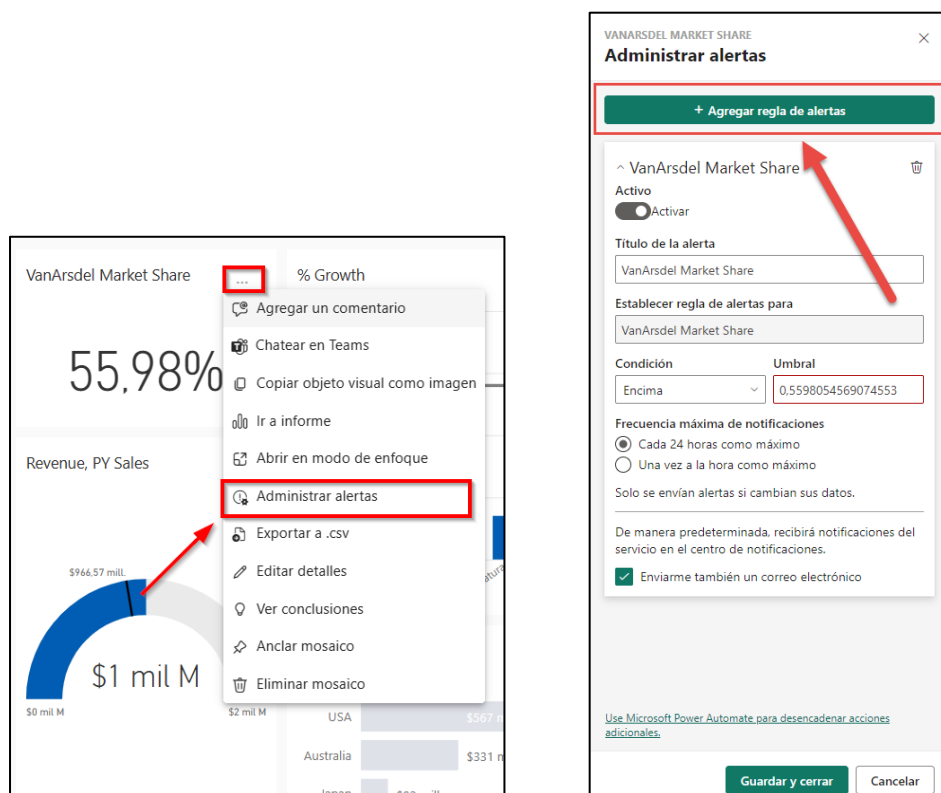 VanArsdel Market Share
...
% Growth
55,98%
Agregar un comentario
Chatear en Teams
Copiar objeto visual como imagen
Ir a informe
Abrir en modo de enfoque
Administrar alertas
Exportar a .csv
Editar detalles
Ver conclusiones
Anclar mosaico
Eliminar mosaico
Revenue, PY Sales
$966,57 mill.
$1 mil M
$0 mil M
$2 mil M
USA
$567 m
Australia
$331 m
VANARSDEL MARKET SHARE
Administrar alertas
+ Agregar regla de alertas
VanArsdel Market Share
Activo
Activar
Título de la alerta
VanArsdel Market Share
Establecer regla de alertas para
VanArsdel Market Share
Condición
Umbral
Encima
0,5598054569074553
Frecuencia máxima de notificaciones
Cada 24 horas como máximo
Una vez a la hora como máximo
Solo se envían alertas si cambian sus datos.
De manera predeterminada, recibirá notificaciones del
servicio en el centro de notificaciones.
Enviarme también un correo electrónico
Use Microsoft Power Automate para desencadenar acciones
adicionales.
Guardar y cerrar
Cancelar